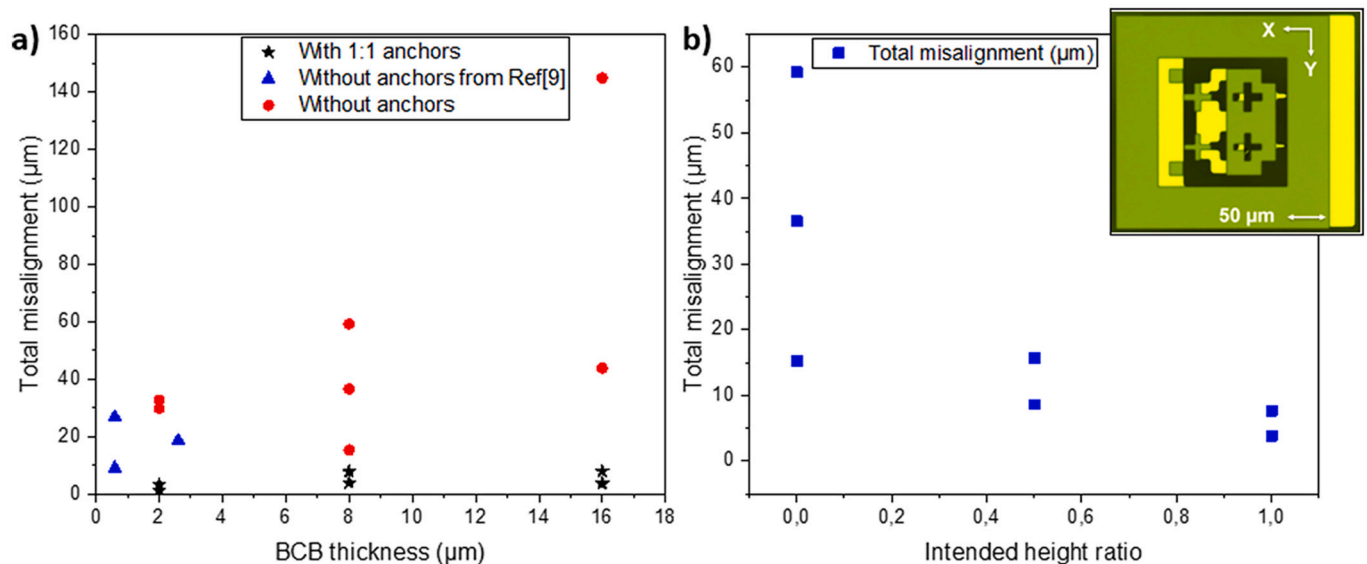 a)
With 1:1 anchors
Without anchors from Ref[9]
Without anchors
Total misalignment (µm)
160
140
120
100
80
60
40
20
0
0 2 4 6 8 10 12 14 16 18
BCB thickness (µm)
b)
Total misalignment (µm)
X
Y
50 µm
Total misalignment (µm)
60
50
40
30
20
10
0
0,0 0,2 0,4 0,6 0,8 1,0
Intended height ratio